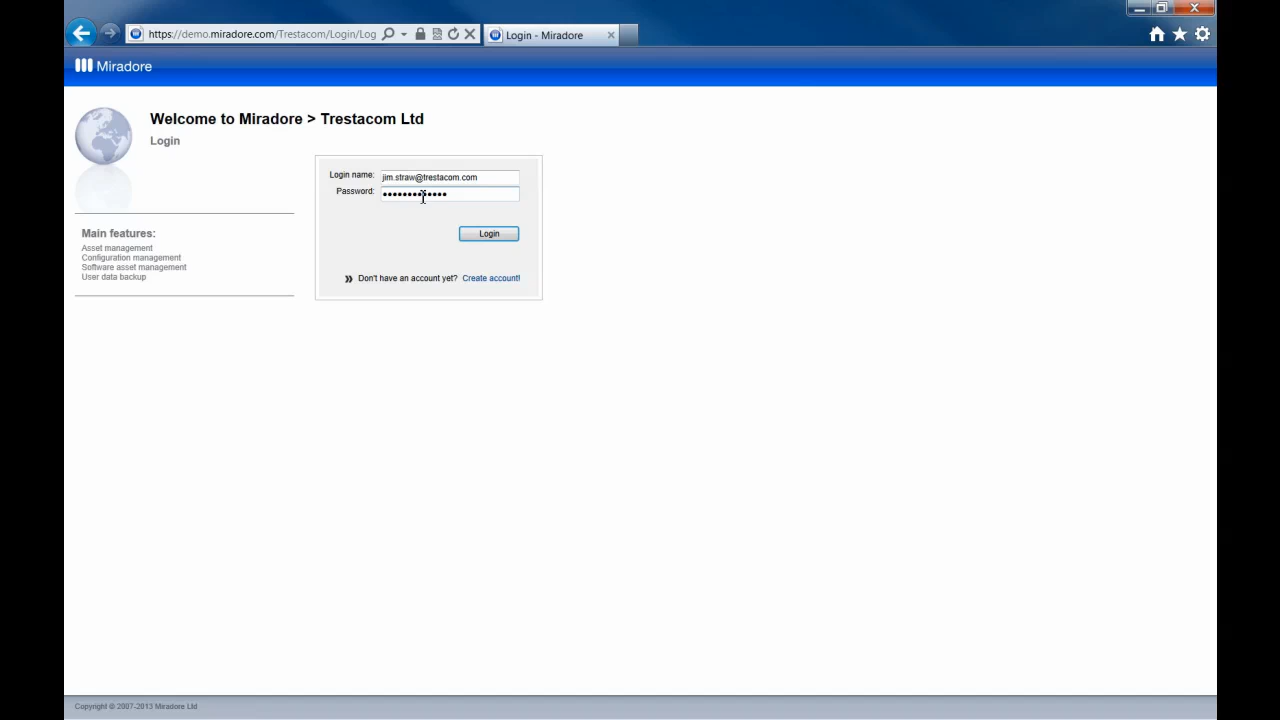 https://demo.miradore.com/Trestacom/Login/Log
Login - Miradore
Miradore
Welcome to Miradore > Trestacom Ltd
Login
Login name: jim.straw@trestacom.com
Password: •••••••••••••
Login
Don't have an account yet? Create account!
Main features:
Asset management
Configuration management
Software asset management
User data backup
Copyright © 2007-2013 Miradore Ltd